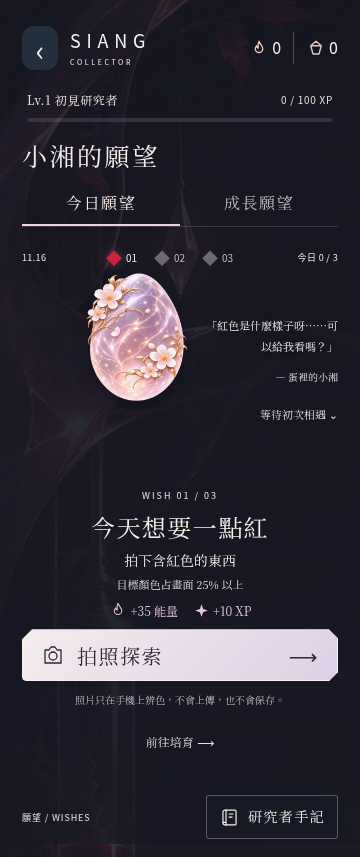 ‹ SIANG 0 0
COLLECTOR
Lv.1 初見研究者 0 / 100 XP
小湘的願望
今日願望 成長願望
11.16 01 02 03 今日 0 / 3
「紅色是什麼樣子呀……可
以給我看嗎？」
— 蛋裡的小湘
等待初次相遇 ⌄
WISH 01 / 03
今天想要一點紅
拍下含紅色的東西
目標顏色占畫面 25% 以上
+35 能量 +10 XP
拍照探索 ⟶
照片只在手機上辨色，不會上傳，也不會保存。
前往培育 ⟶
願望 / WISHES 研究者手記